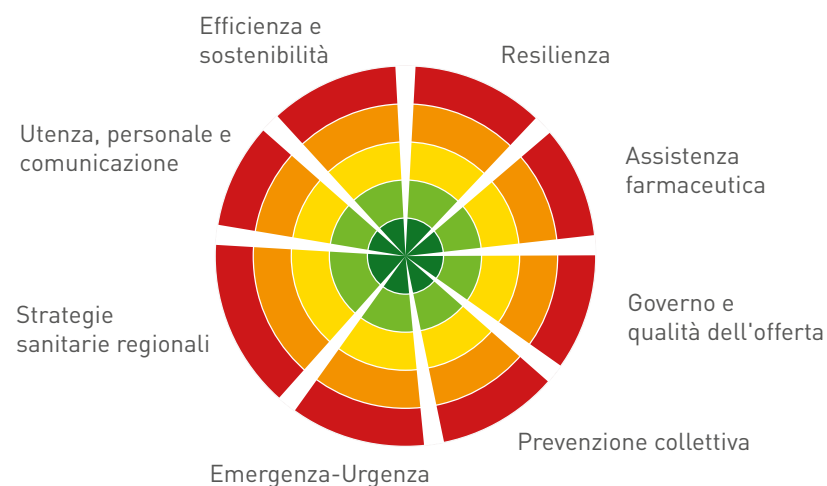 Efficienza e
sostenibilità
Resilienza
Utenza, personale e
comunicazione
Assistenza
farmaceutica
Strategie
sanitarie regionali
Governo e
qualità dell'offerta
Prevenzione collettiva
Emergenza-Urgenza